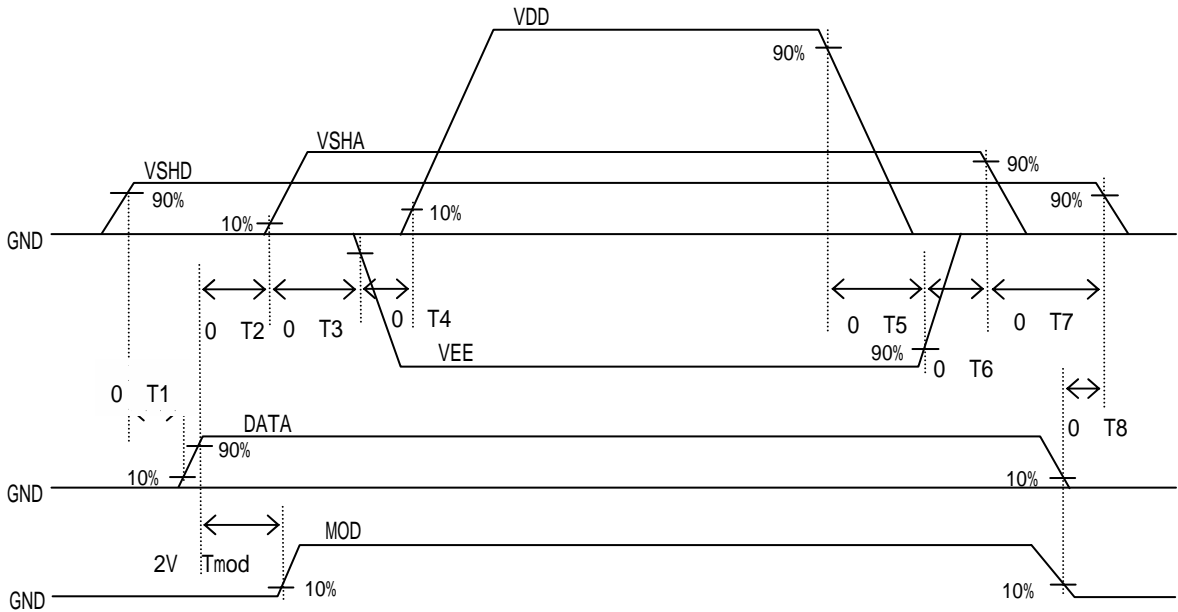 VDD
90%
VSHA
90%
VSHD
90%
90%
10%
10%
GND
0 T2 0 T3 0 T4
0 T5
0 T7
VEE
90%
0 T6
0 T1
DATA
0 T8
90%
10%
10%
GND
MOD
2V Tmod
10%
10%
GND